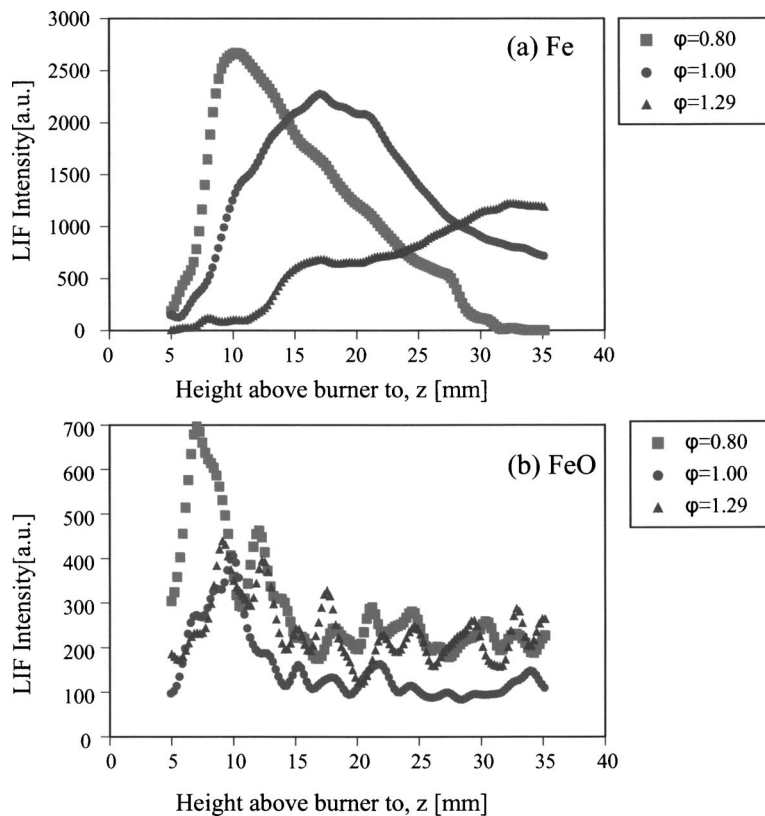 3000
(a) Fe
φ=0.80
2500
φ=1.00
φ=1.29
2000
1500
1000
500
0
LIF Intensity[a.u.]
0 5 10 15 20 25 30 35 40
Height above burner to, z [mm]
700
(b) FeO
φ=0.80
600
φ=1.00
500
φ=1.29
400
300
200
100
0
LIF Intensity[a.u.]
0 5 10 15 20 25 30 35 40
Height above burner to, z [mm]